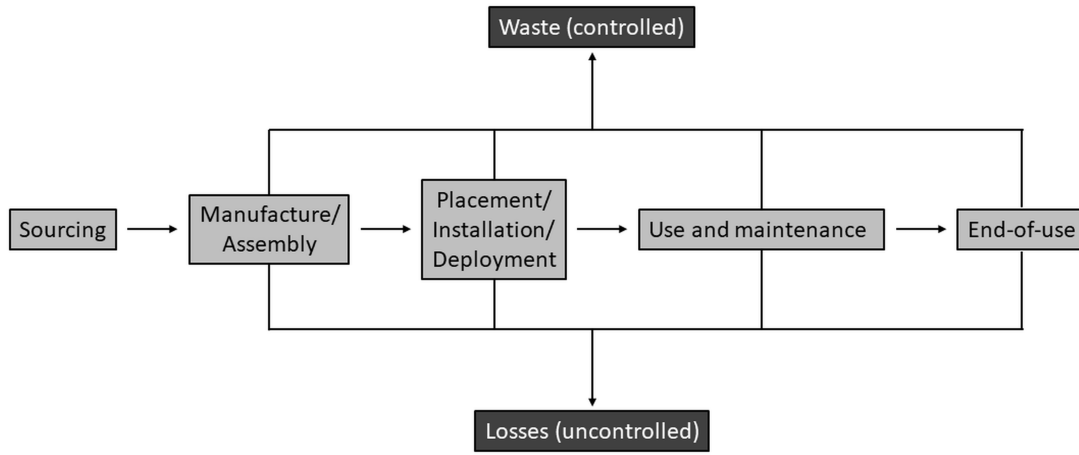 Waste (controlled)
Sourcing
Manufacture/
Assembly
Placement/
Installation/
Deployment
Use and maintenance
End-of-use
Losses (uncontrolled)